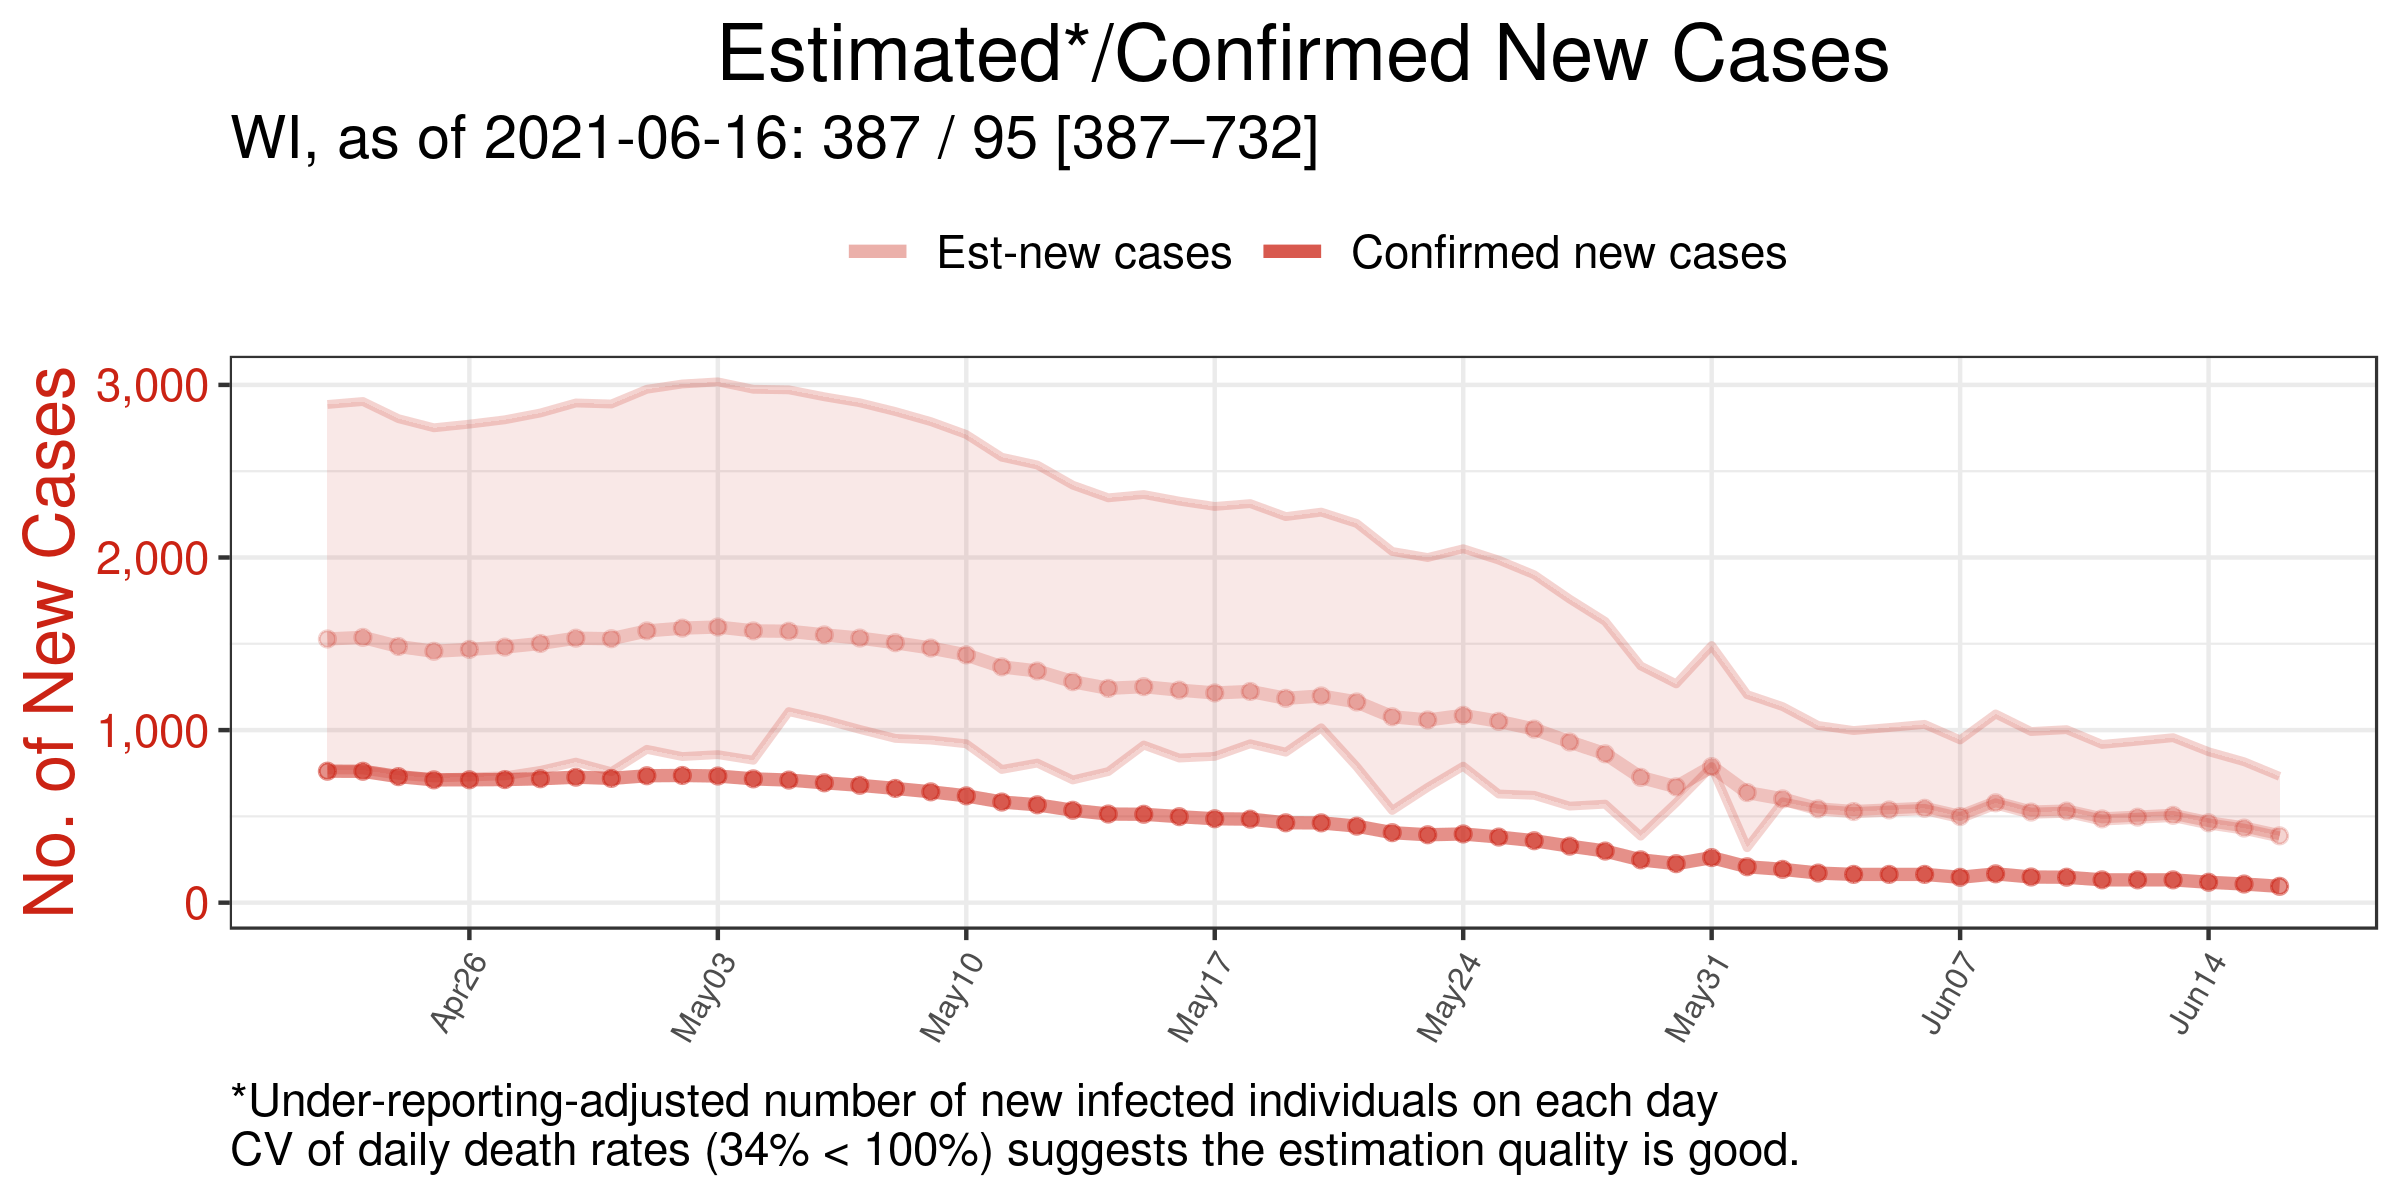 Estimated*/Confirmed New Cases
WI, as of 2021-06-16: 387 / 95 [387–732]
Est-new cases
Confirmed new cases
No. of New Cases
3,000
2,000
1,000
0
Apr26
May03
May10
May17
May24
May31
Jun07
Jun14
*Under-reporting-adjusted number of new infected individuals on each day
CV of daily death rates (34% < 100%) suggests the estimation quality is good.